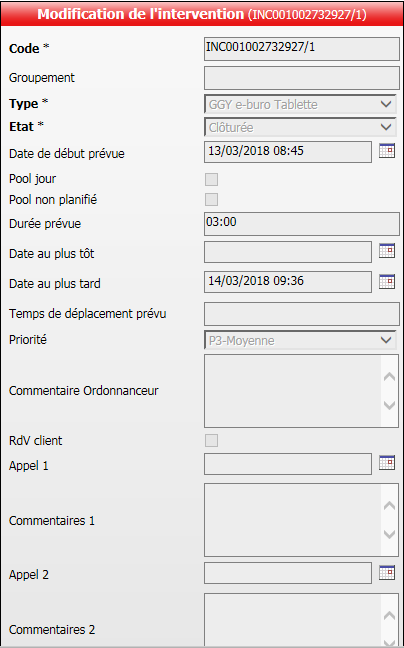 Modification de l'intervention (INC001002732927/1)
Code * INC001002732927/1
Groupement
Type * GGY e-buro Tablette
Etat * Clôturée
Date de début prévue 13/03/2018 08:45
Pool jour
Pool non planifié
Durée prévue 03:00
Date au plus tôt
Date au plus tard 14/03/2018 09:36
Temps de déplacement prévu
Priorité P3-Moyenne
Commentaire Ordonnanceur
RdV client
Appel 1
Commentaires 1
Appel 2
Commentaires 2